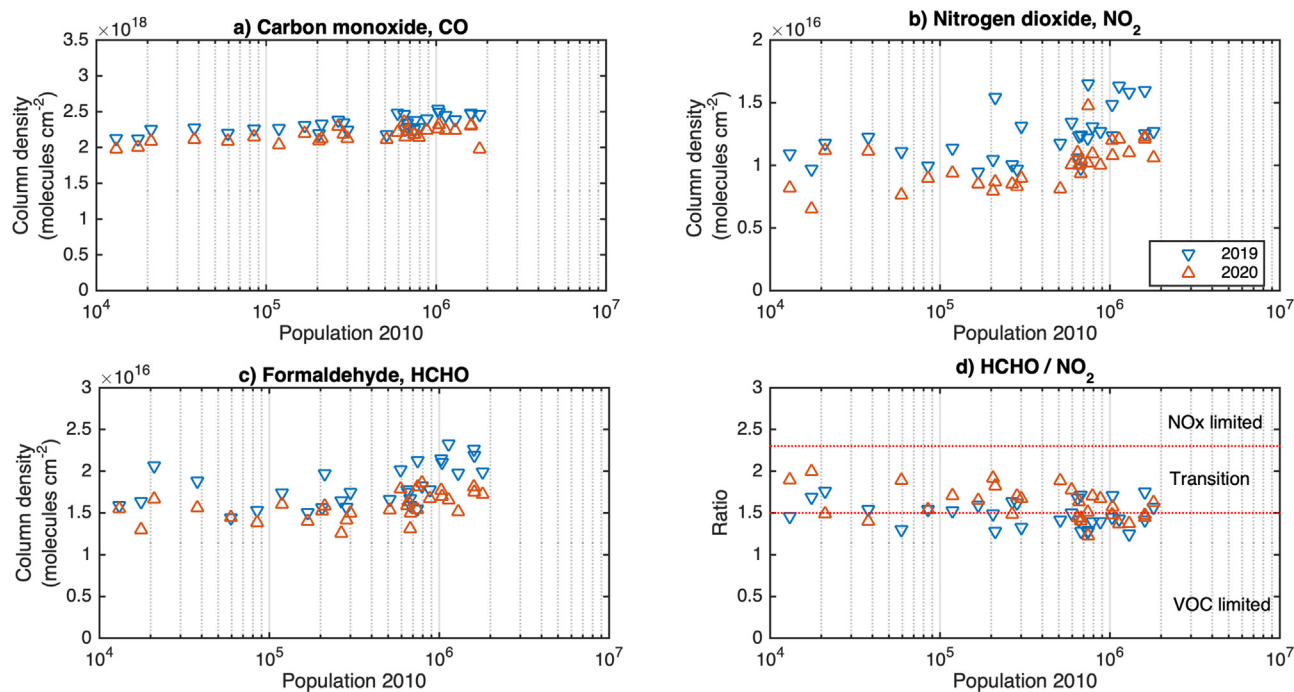 a) Carbon monoxide, CO
×10^18
3.5
3
2.5
2
1.5
1
0.5
0
Column density
(molecules cm^-2)
10^4
10^5
10^6
10^7
Population 2010
b) Nitrogen dioxide, NO_2
×10^16
2
1.5
1
0.5
0
Column density
(molecules cm^-2)
2019
2020
10^4
10^5
10^6
10^7
Population 2010
c) Formaldehyde, HCHO
×10^16
3
2.5
2
1.5
1
0.5
0
Column density
(molecules cm^-2)
10^4
10^5
10^6
10^7
Population 2010
d) HCHO / NO_2
3
2.5
2
1.5
1
0.5
0
Ratio
NOx limited
Transition
VOC limited
10^4
10^5
10^6
10^7
Population 2010